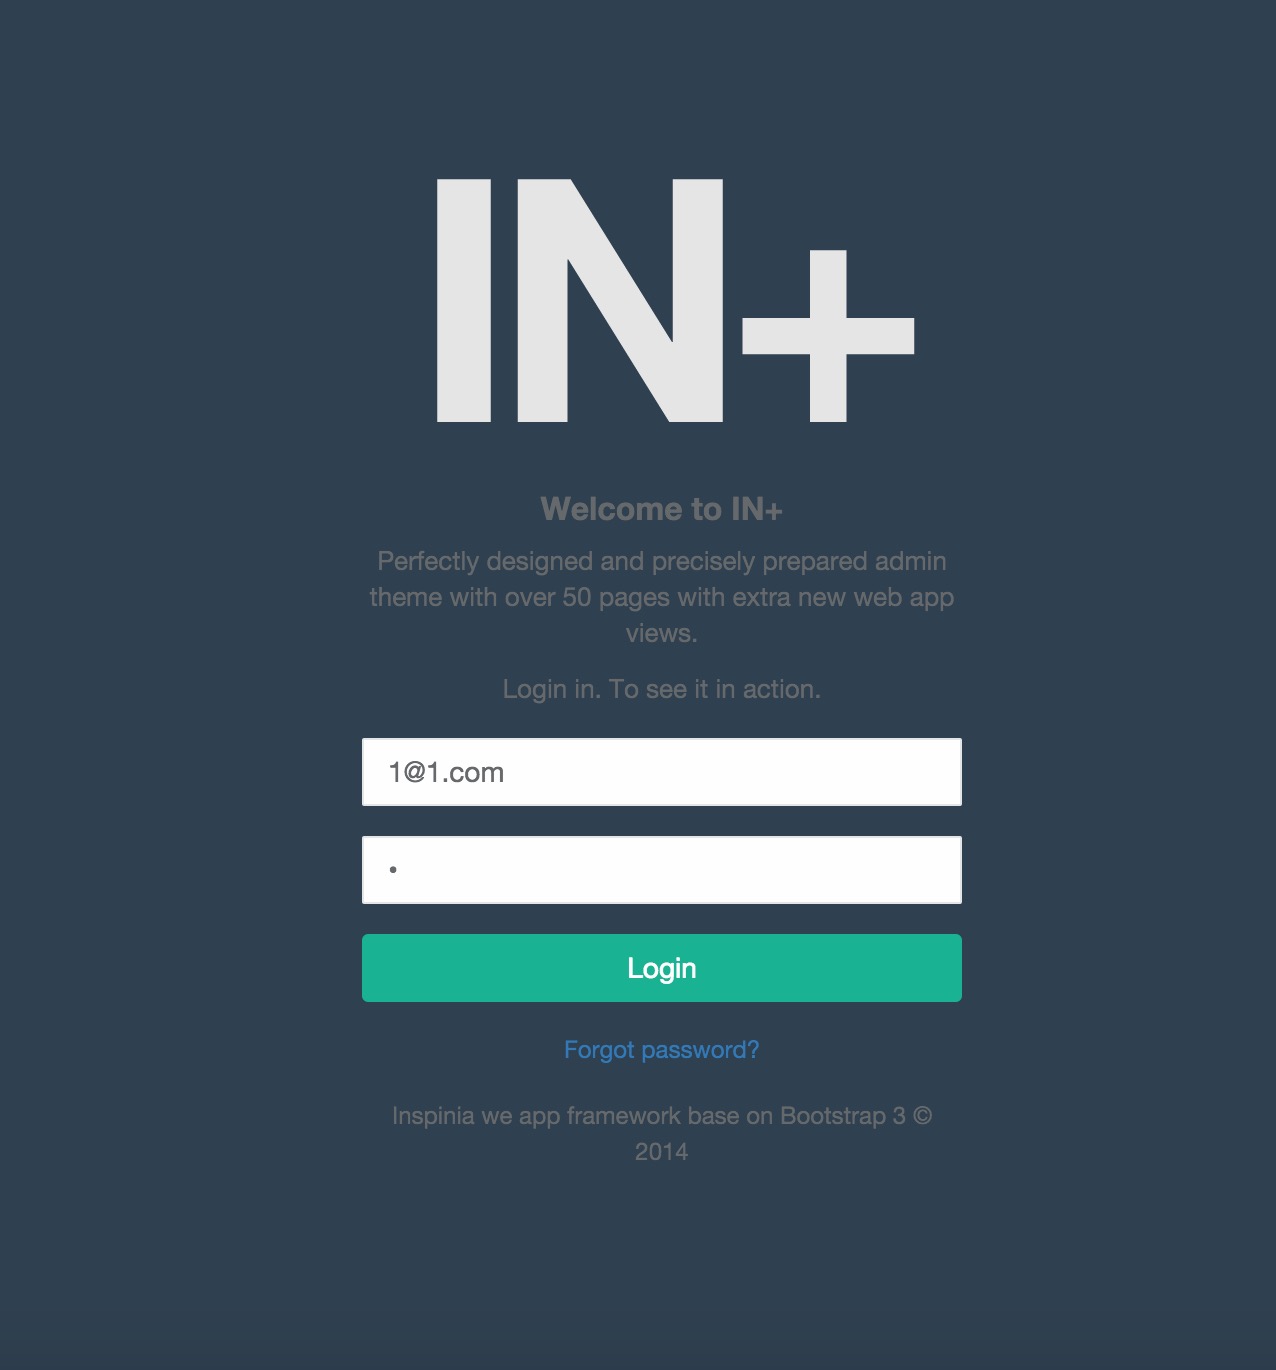 IN+
Welcome to IN+
Perfectly designed and precisely prepared admin
theme with over 50 pages with extra new web app
views.
Login in. To see it in action.
1@1.com
•
Login
Forgot password?
Inspinia we app framework base on Bootstrap 3 ©
2014